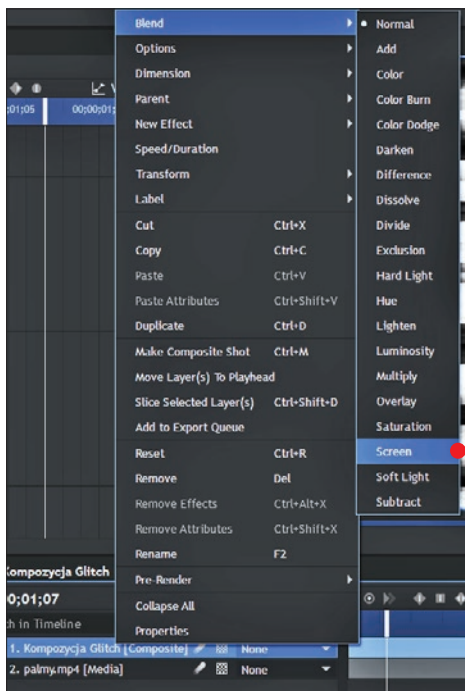 Blend
Options
Dimension
Parent
New Effect
Speed/Duration
Transform
Label
Cut Ctrl+X
Copy Ctrl+C
Paste Ctrl+V
Paste Attributes Ctrl+Shift+V
Duplicate Ctrl+D
Make Composite Shot Ctrl+M
Move Layer(s) To Playhead
Slice Selected Layer(s) Ctrl+Shift+D
Add to Export Queue
Reset Ctrl+R
Remove Del
Remove Effects Ctrl+Alt+X
Remove Attributes Ctrl+Shift+X
Rename F2
Pre-Render
Collapse All
Properties
Normal
Add
Color
Color Burn
Color Dodge
Darken
Difference
Dissolve
Divide
Exclusion
Hard Light
Hue
Lighten
Luminosity
Multiply
Overlay
Saturation
Screen
Soft Light
Subtract
;01;05 00;00;01;
Kompozycja Glitch
0;01;07
ch in Timeline
1. Kompozycja Glitch [Composite] None
2. palmy.mp4 [Media] None